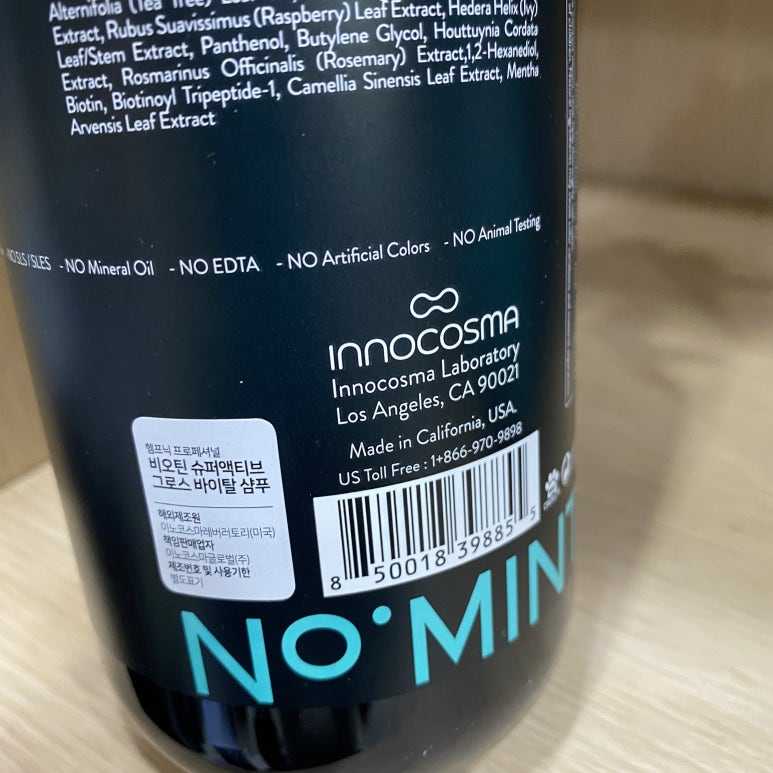 Alternifolia (Tea Tree)
Extract, Rubus Suavissimus (Raspberry) Leaf Extract, Hedera Helix (Ivy)
Leaf/Stem Extract, Panthenol, Butylene Glycol, Houttuynia Cordata
Extract, Rosmarinus Officinalis (Rosemary) Extract,1,2-Hexanediol,
Biotin, Biotinoyl Tripeptide-1, Camellia Sinensis Leaf Extract, Mentha
Arvensis Leaf Extract
NO SLS / SLES - NO Mineral Oil - NO EDTA - NO Artificial Colors - NO Animal Testing
INNOCOSMA
Innocosma Laboratory
Los Angeles, CA 90021
Made in California, USA.
US Toll Free : 1+866-970-9898
8 50018 39885 5
헴프닉 프로페셔널
비오틴 슈퍼액티브
그로스 바이탈 샴푸
해외제조원
이노코스마레버러토리(미국)
책임판매업자
이노코스마글로벌(주)
제조번호 및 사용기한
별도표기
NO·MINT